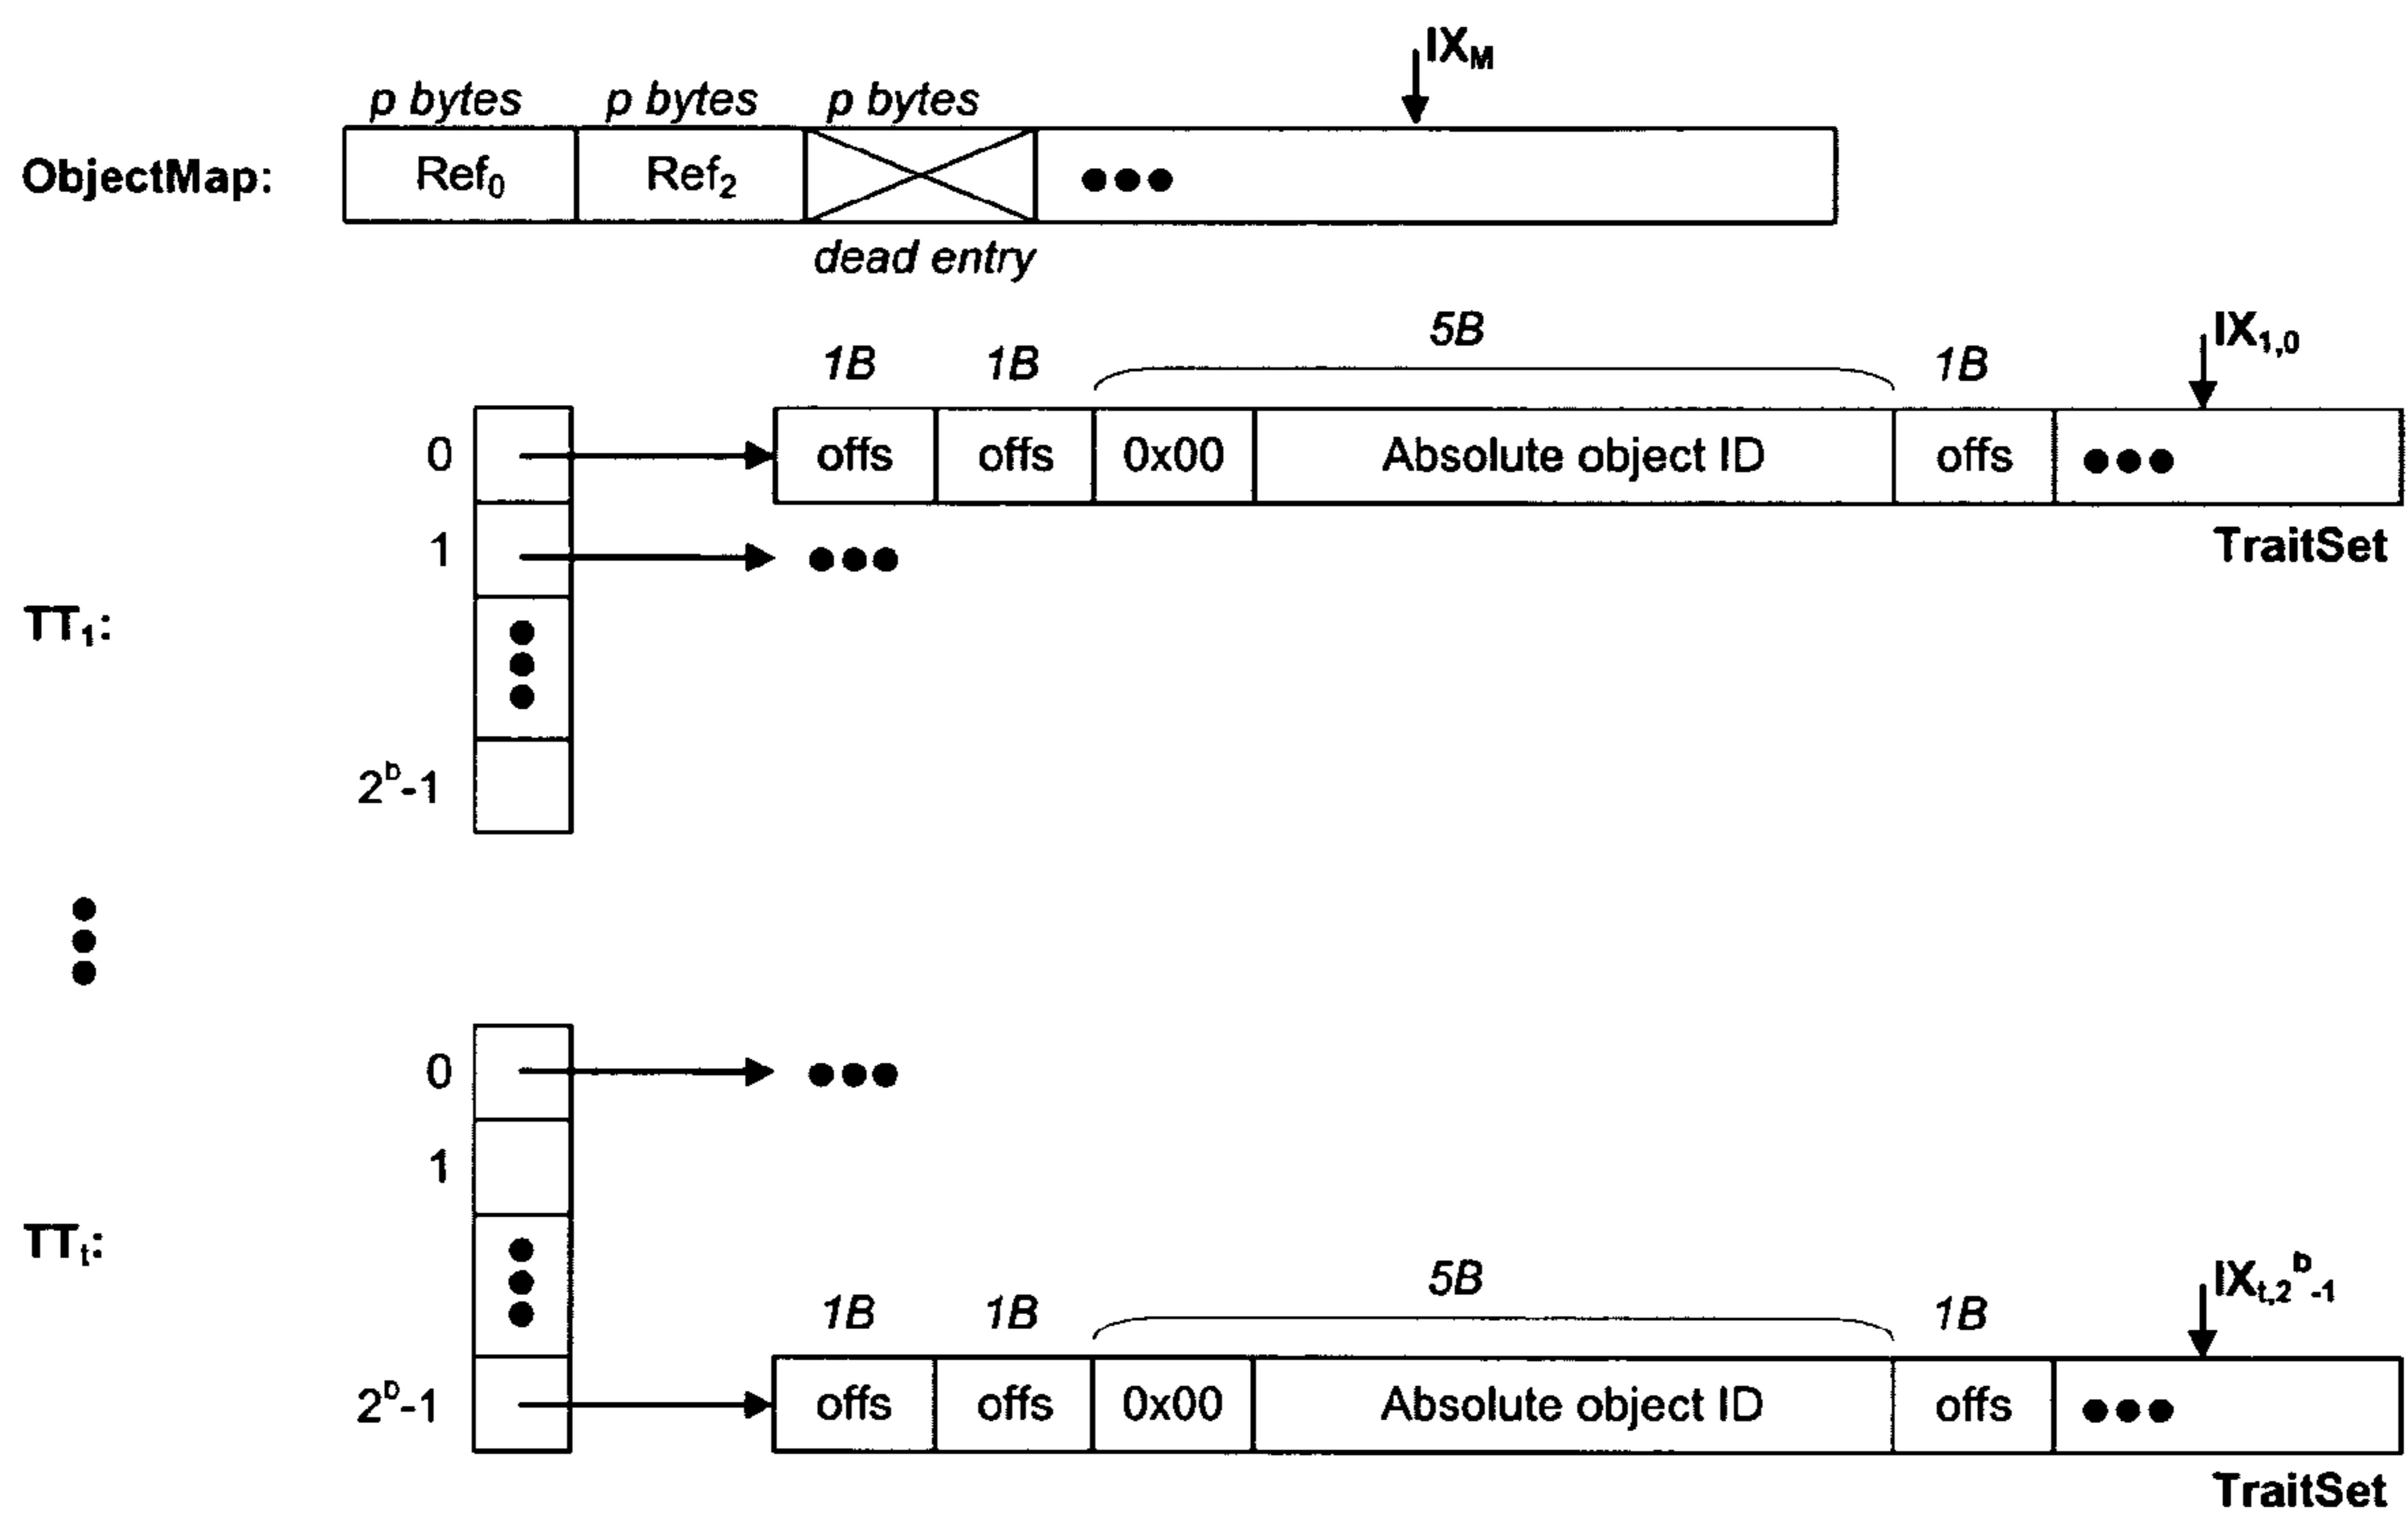 IX_M
p bytes p bytes p bytes
ObjectMap: Ref_0 Ref_2 •••
dead entry
5B IX_1,0
1B 1B 1B
0 offs offs 0x00 Absolute object ID offs •••
TraitSet
1 •••
TT_1:
2^b-1
0 •••
1
TT_t:
5B IX_t,2^b-1
1B 1B 1B
2^b-1 offs offs 0x00 Absolute object ID offs •••
TraitSet